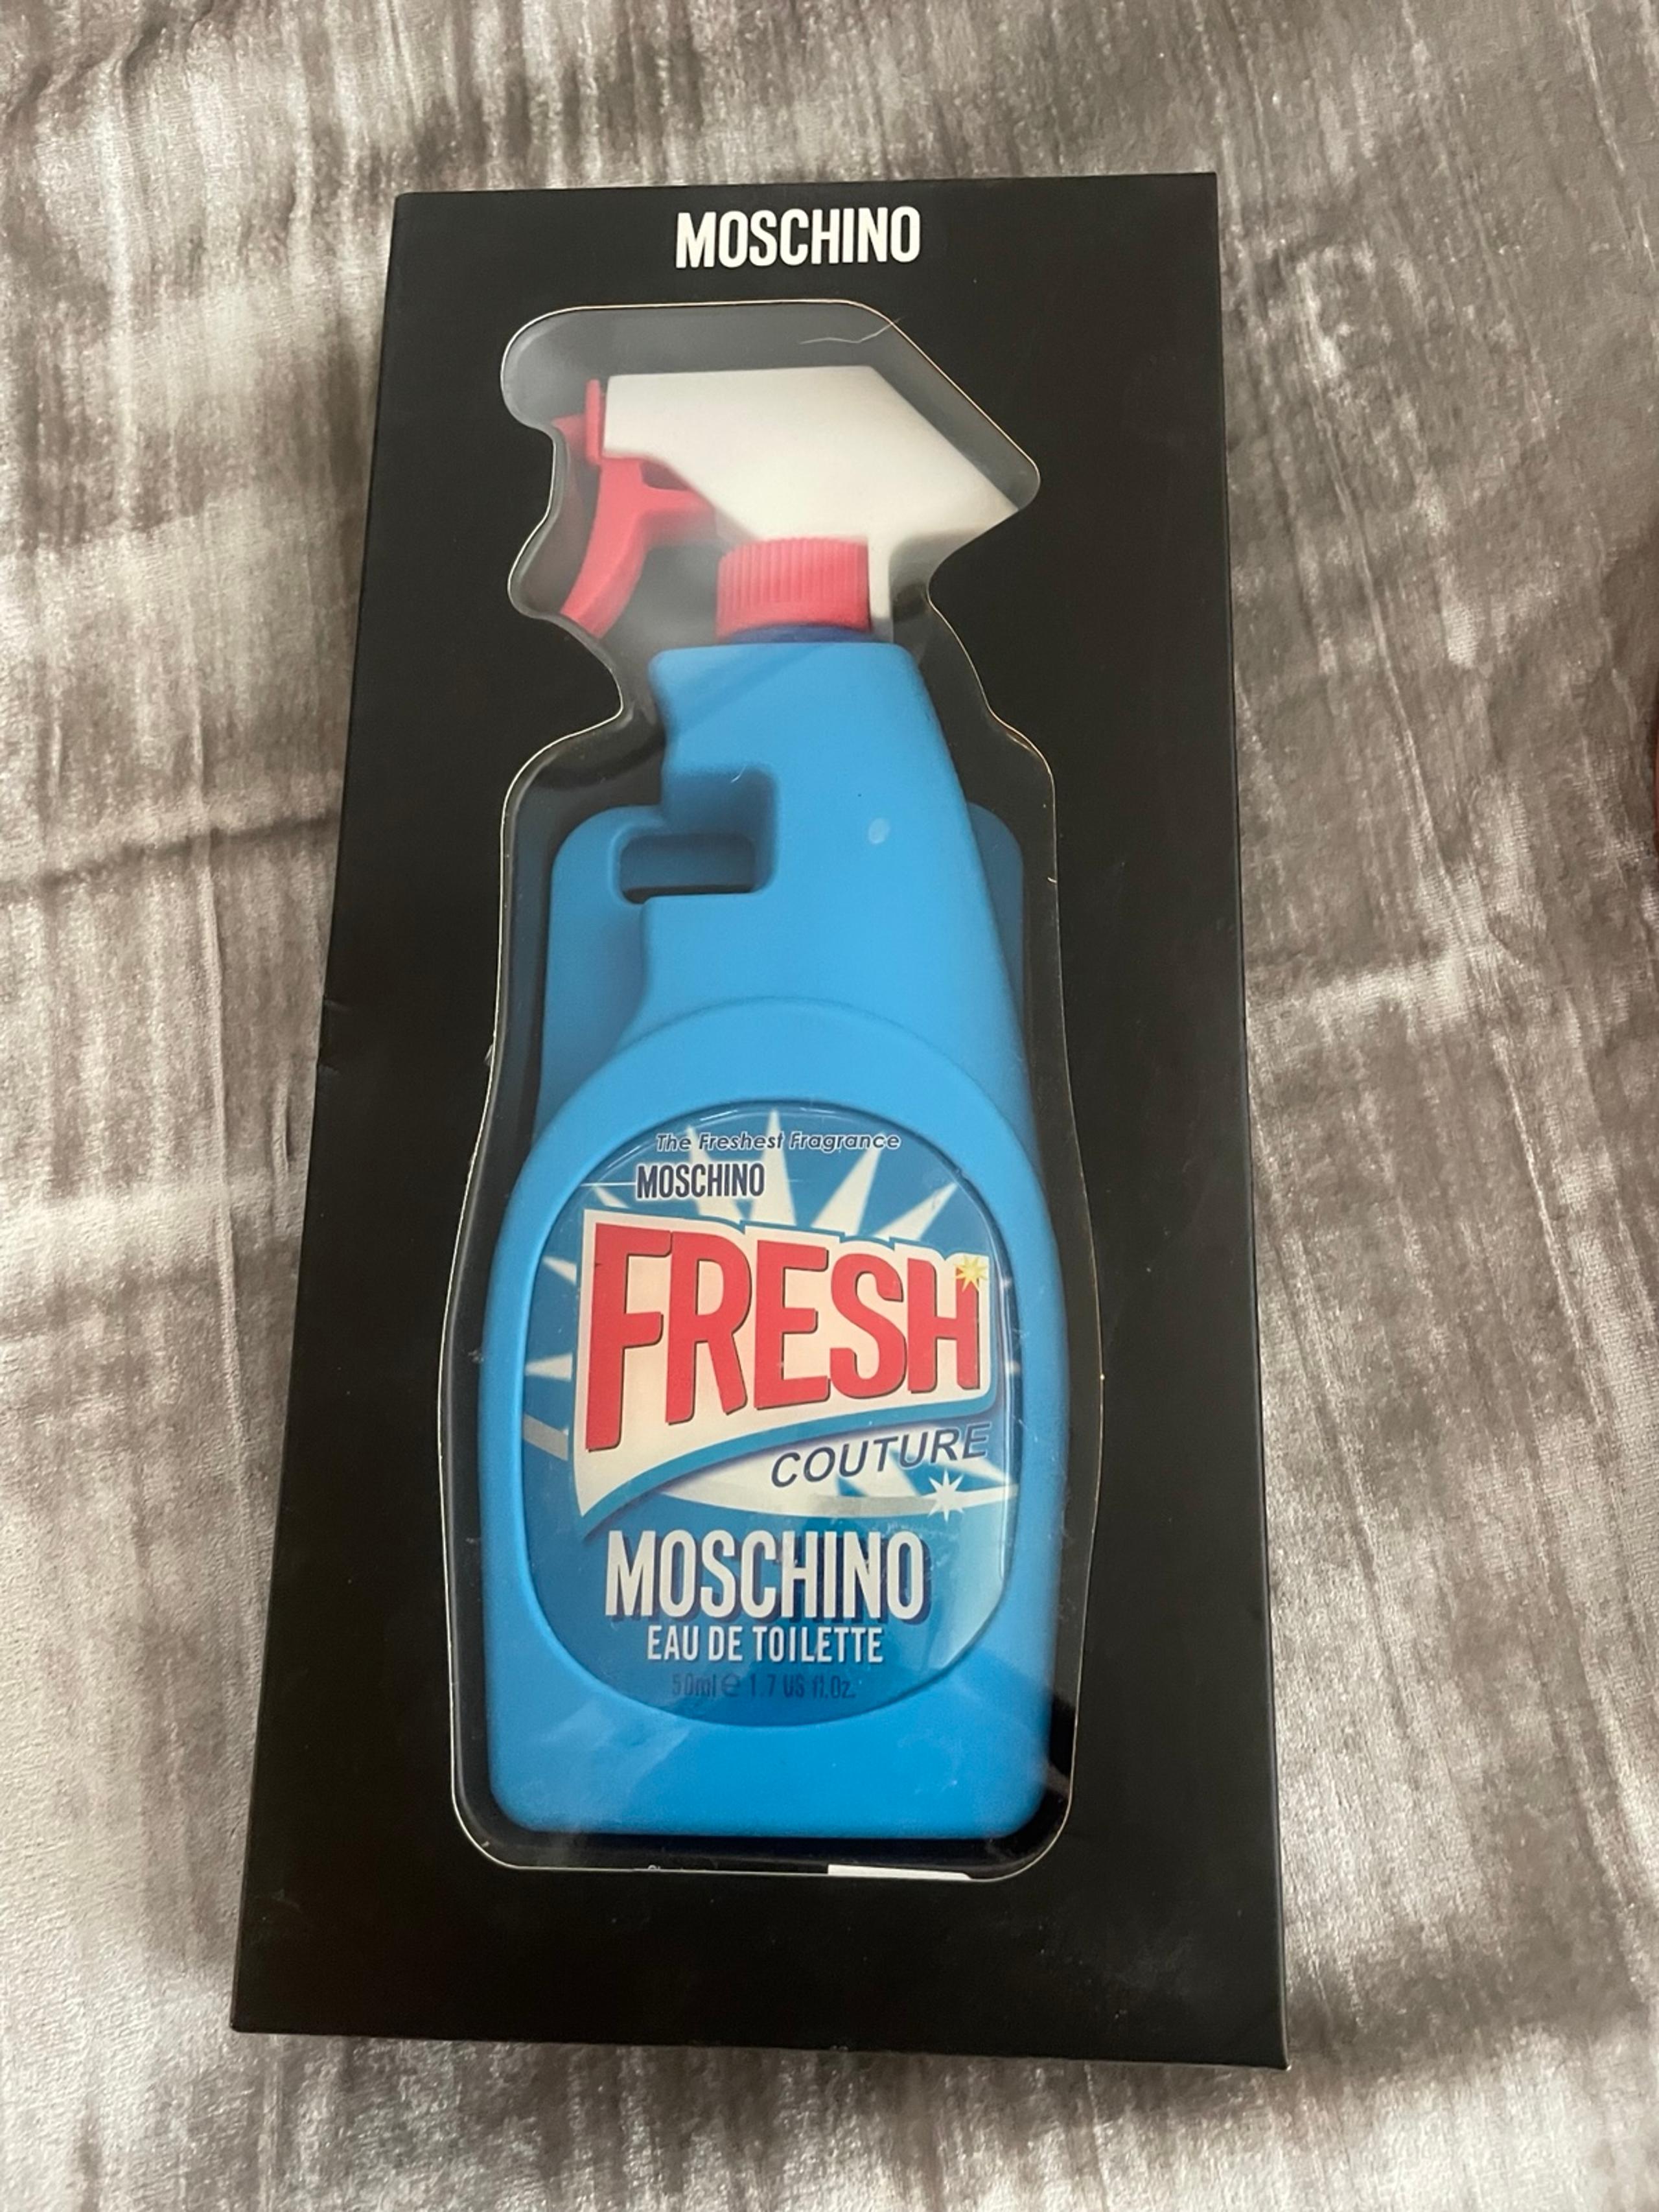 MOSCHINO
The Freshest Fragrance
MOSCHINO
FRESH
COUTURE
MOSCHINO
EAU DE TOILETTE
50ml e 1.7 US fl.Oz.